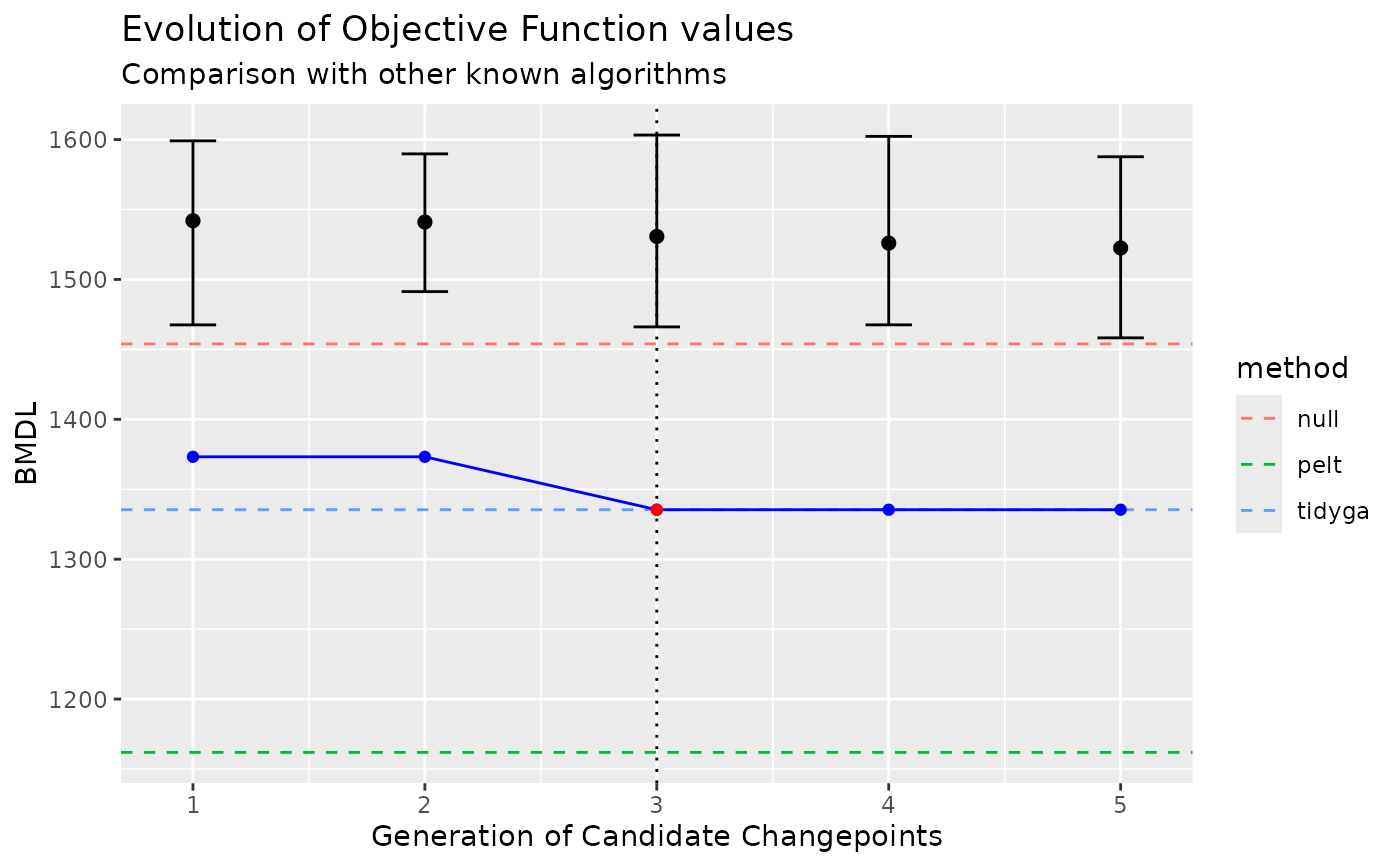 Evolution of Objective Function values
Comparison with other known algorithms
BMDL
1600
1500
1400
1300
1200
1
2
3
4
5
Generation of Candidate Changepoints
method
null
pelt
tidyga